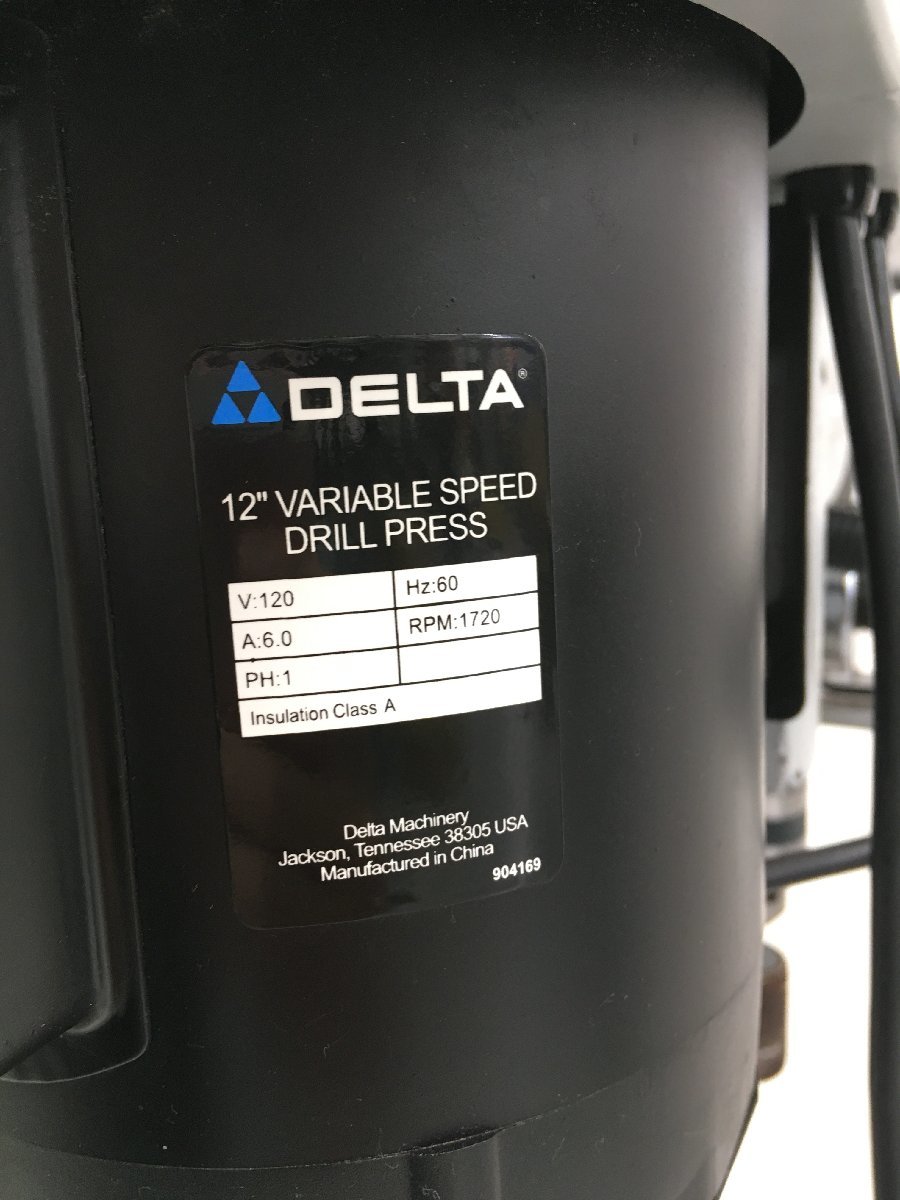 DELTA®
12" VARIABLE SPEED
DRILL PRESS
V:120 Hz:60
A:6.0 RPM:1720
PH:1
Insulation Class A
Delta Machinery
Jackson, Tennessee 38305 USA
Manufactured in China
904169